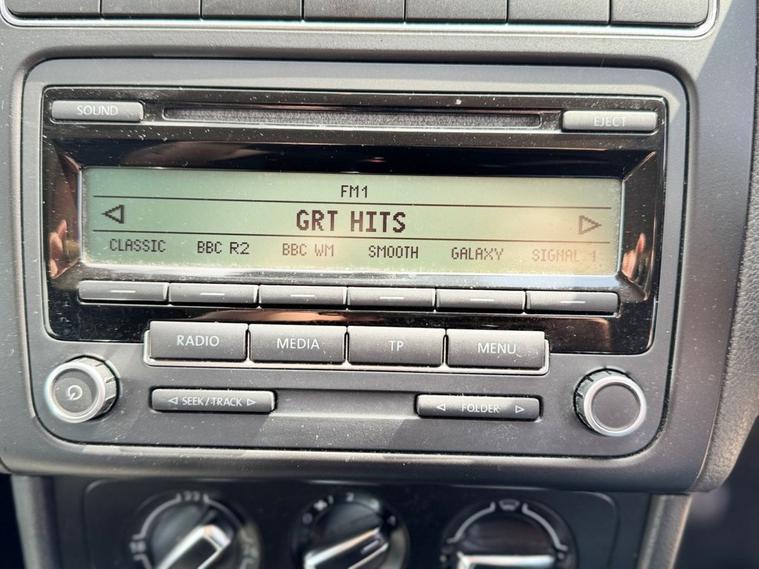 SOUND EJECT
FM1
GRT HITS
CLASSIC BBC R2 BBC WM SMOOTH GALAXY SIGNAL 1
RADIO MEDIA TP MENU
SEEK/TRACK FOLDER